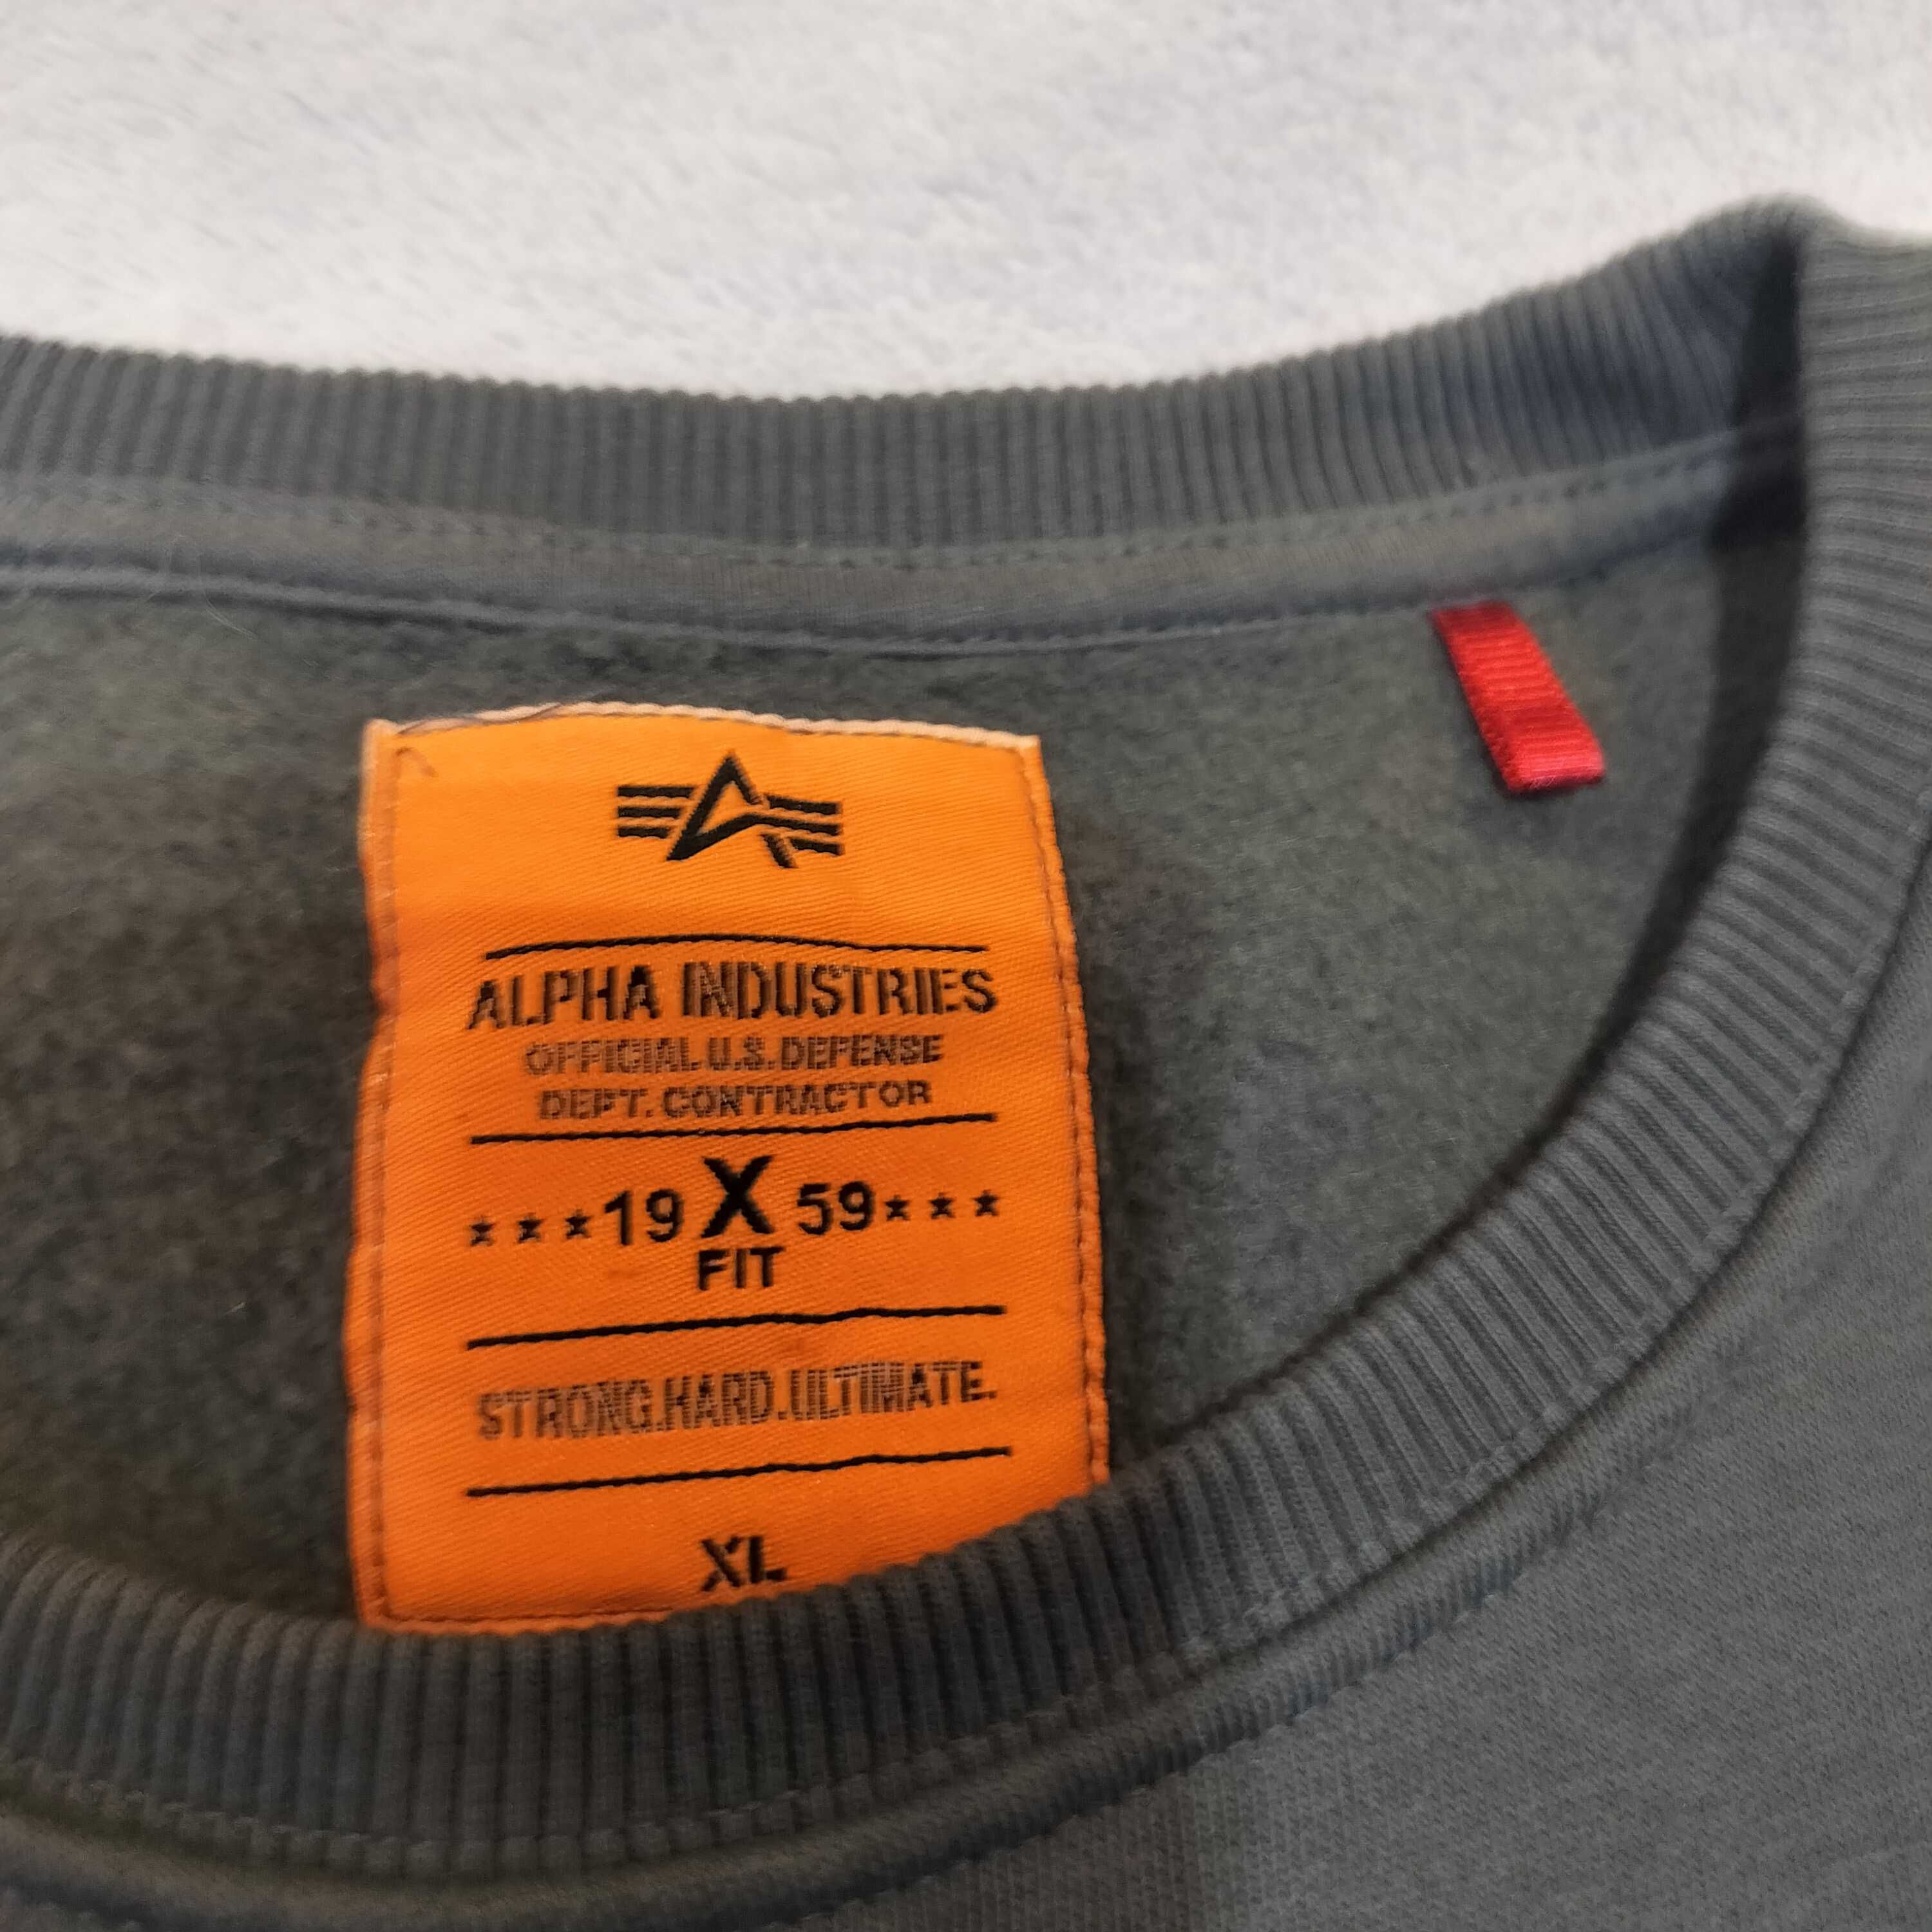 ALPHA INDUSTRIES
OFFICIAL U.S. DEFENSE
DEPT. CONTRACTOR
★★★19 X 59★★★
FIT
STRONG.HARD.ULTIMATE.
XL